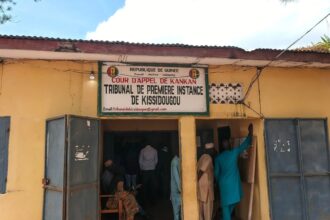 REPUBLIQUE DE GUINEE
COUR D'APPEL DE KANKAN
TRIBUNAL DE PREMIERE INSTANCE
DE KISSIDOUGOU